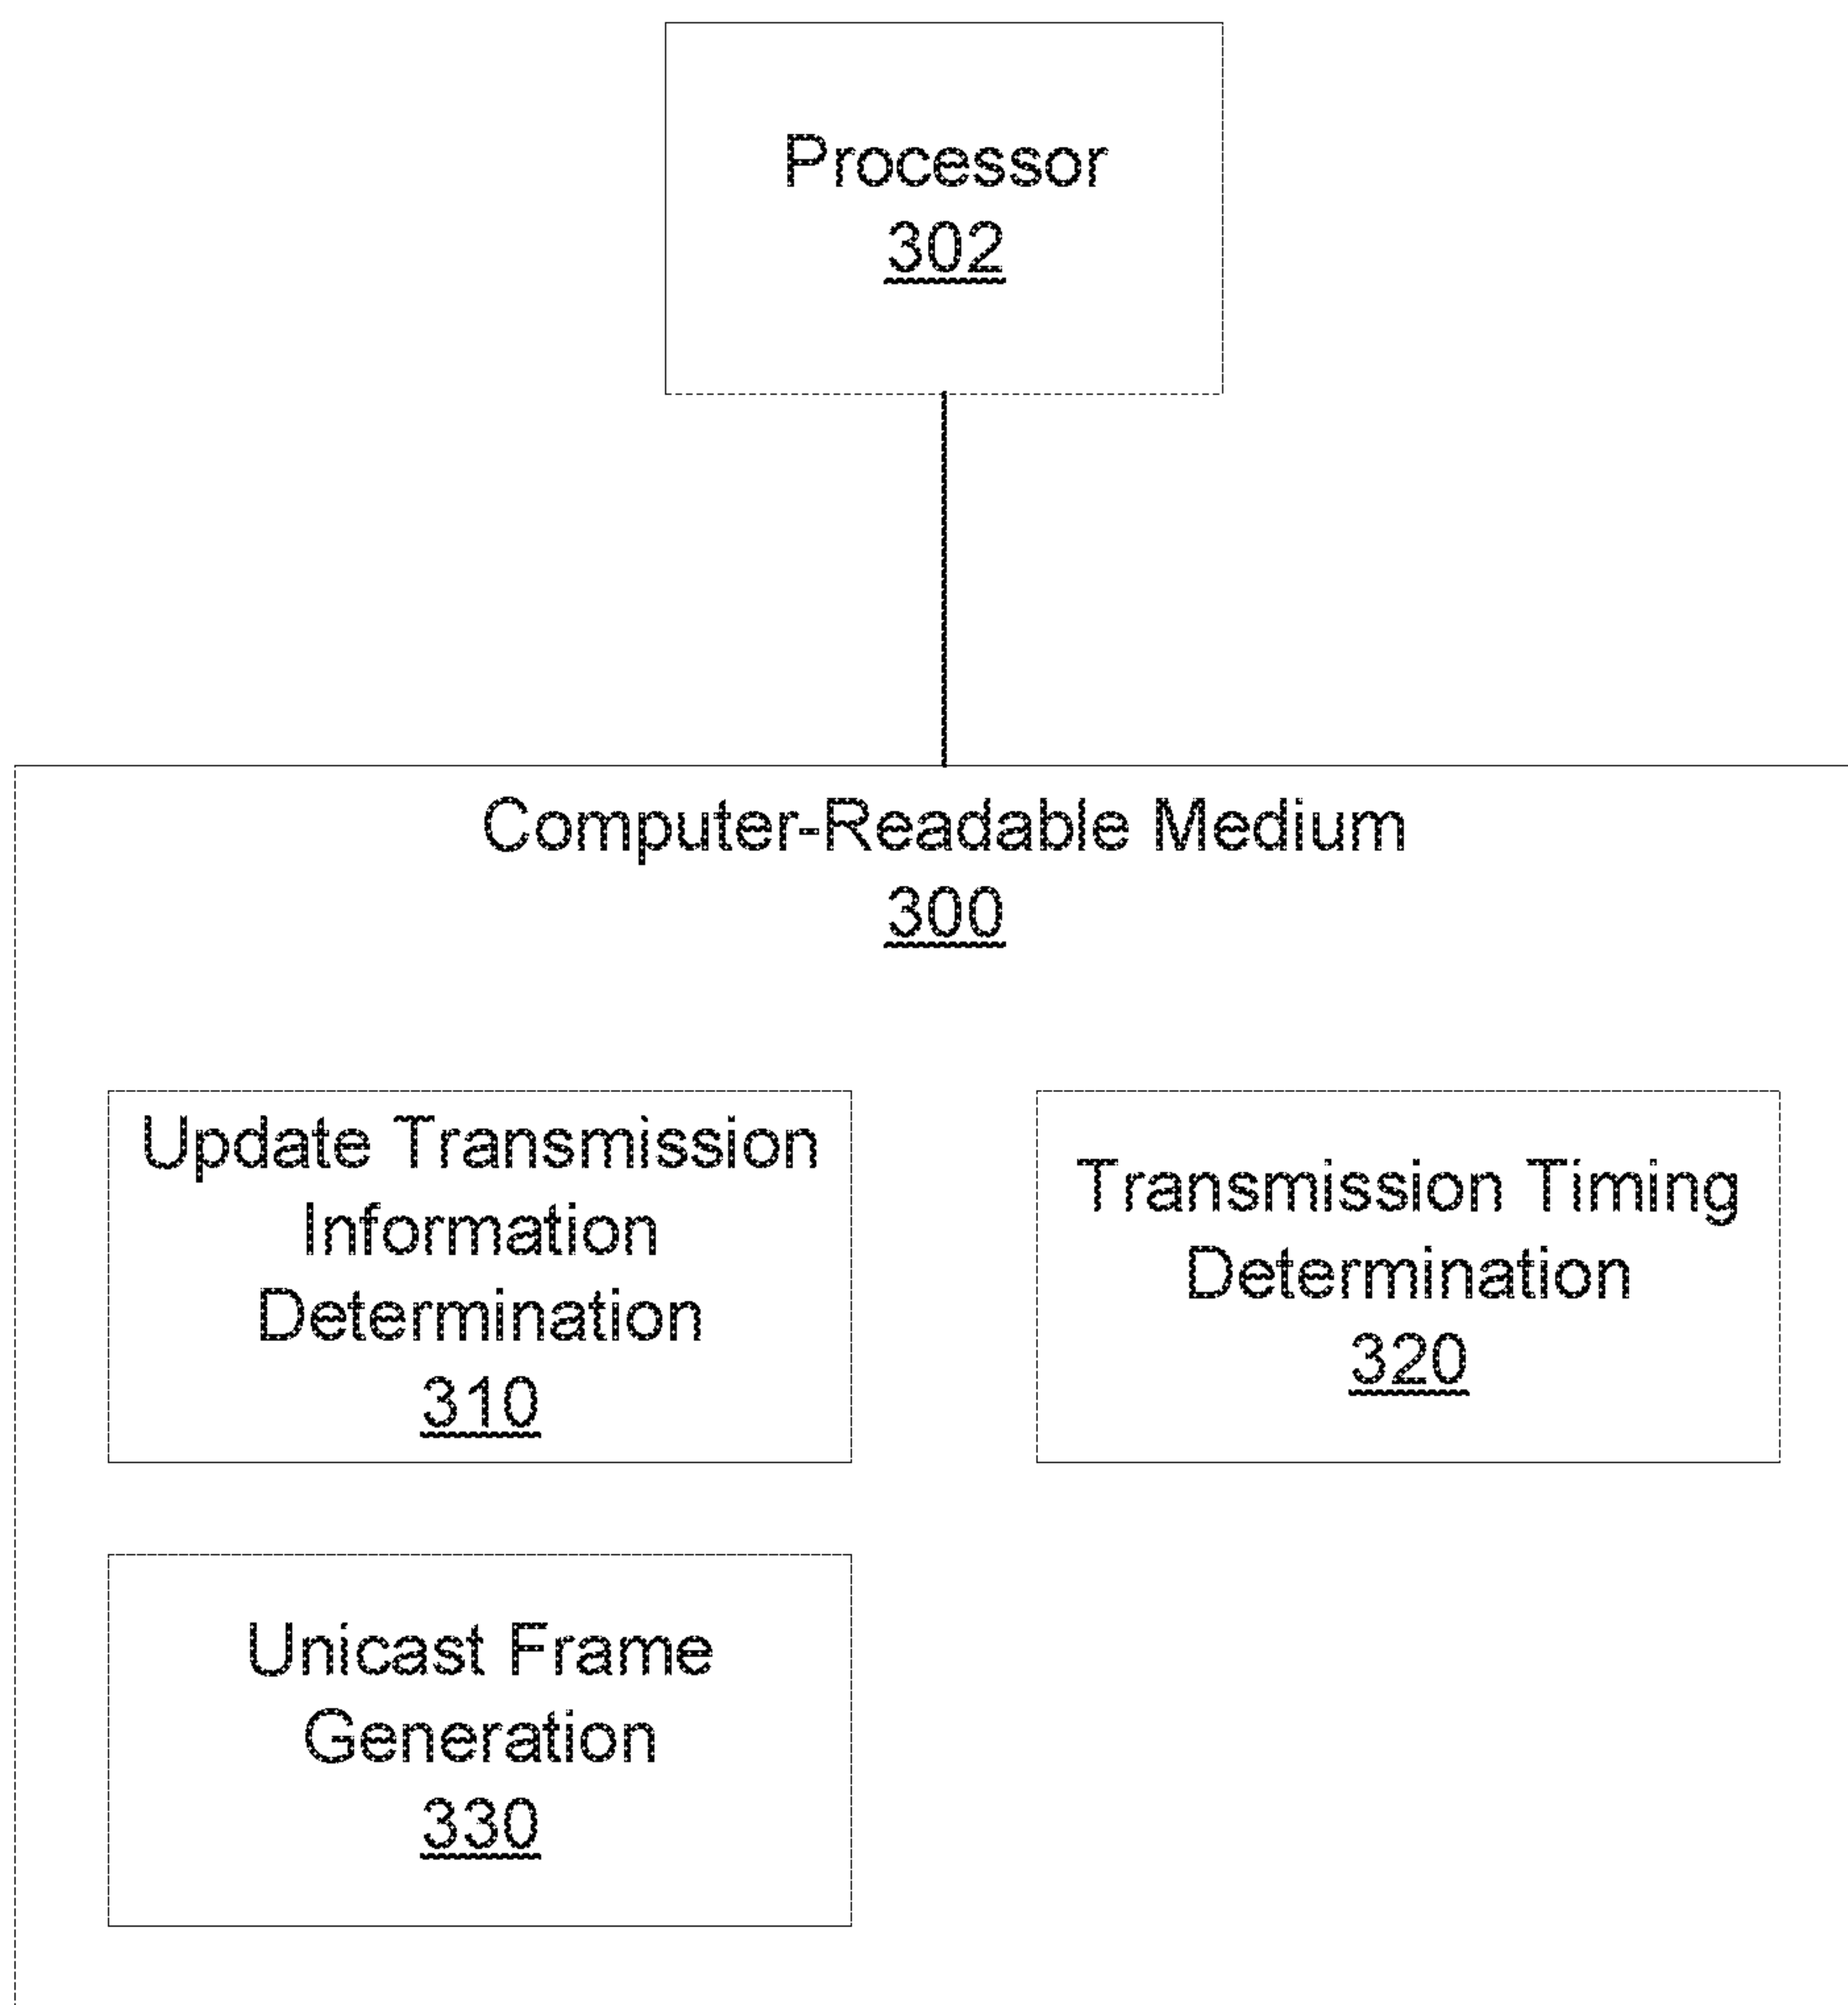 Processor
302
Computer-Readable Medium
300
Update Transmission
Information
Determination
310
Transmission Timing
Determination
320
Unicast Frame
Generation
330